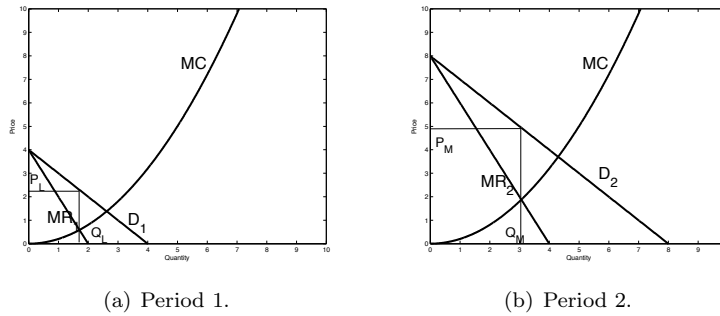 10
9
8
7
6
5
4
3
2
1
0
0 1 2 3 4 5 6 7 8 9 10
Price
Quantity
MC
P_L
MR
D_1
Q_L
(a) Period 1.
10
9
8
7
6
5
4
3
2
1
0
0 1 2 3 4 5 6 7 8 9 10
Price
Quantity
MC
P_M
MR_2
D_2
Q_M
(b) Period 2.